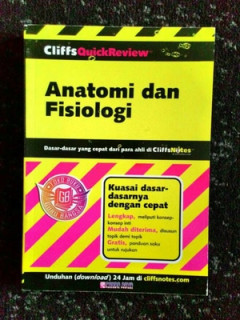 CliffsQuickReview
Anatomi dan
Fisiologi
Dasar-dasar yang cepat dari para ahli di CliffsNotes
Kuasai dasar-
dasarnya
dengan cepat
Lengkap, meliputi konsep-
konsep inti
Mudah diterima, disusun
topik demi topik
Grafis, panduan saku
untuk rujukan
Unduhan (download) 24 Jam di cliffsnotes.com